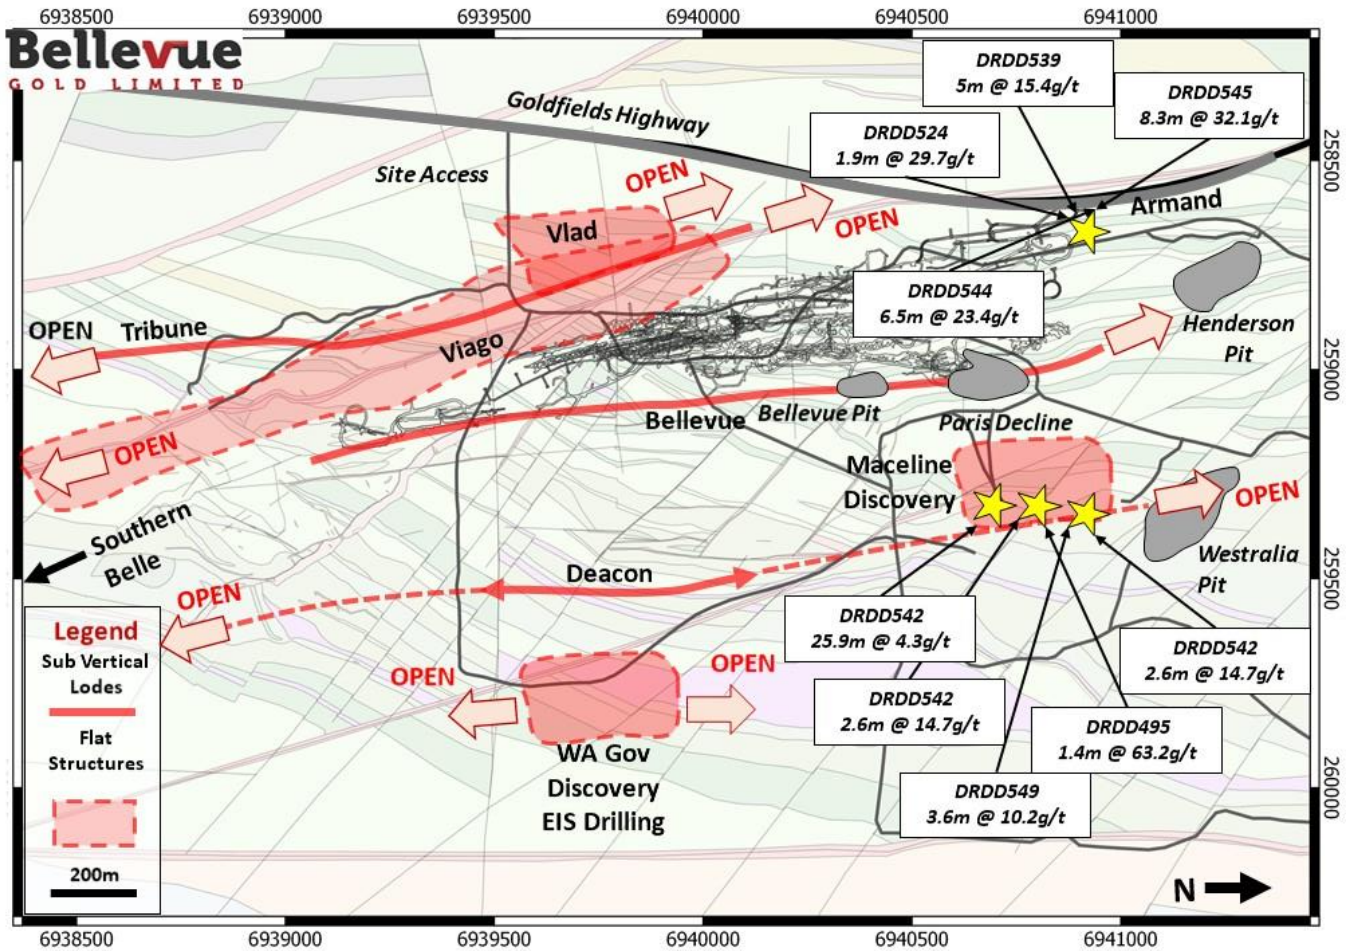 6938500 6939000 6939500 6940000 6940500 6941000
Bellevue
GOLD LIMITED
Goldfields Highway
DRDD539
5m @ 15.4g/t
DRDD545
8.3m @ 32.1g/t
DRDD524
1.9m @ 29.7g/t
258500
Site Access
OPEN
OPEN
Armand
Vlad
DRDD544
6.5m @ 23.4g/t
OPEN
Tribune
Viago
Henderson
Pit
259000
Bellevue
Bellevue Pit
Paris Decline
OPEN
Maceline
Discovery
OPEN
Southern
Belle
Westralia
Pit
Deacon
259500
OPEN
DRDD542
25.9m @ 4.3g/t
DRDD542
2.6m @ 14.7g/t
Legend
Sub Vertical
Lodes
Flat
Structures
200m
OPEN
OPEN
DRDD542
2.6m @ 14.7g/t
DRDD495
1.4m @ 63.2g/t
WA Gov
Discovery
EIS Drilling
DRDD549
3.6m @ 10.2g/t
260000
N
6938500 6939000 6939500 6940000 6940500 6941000